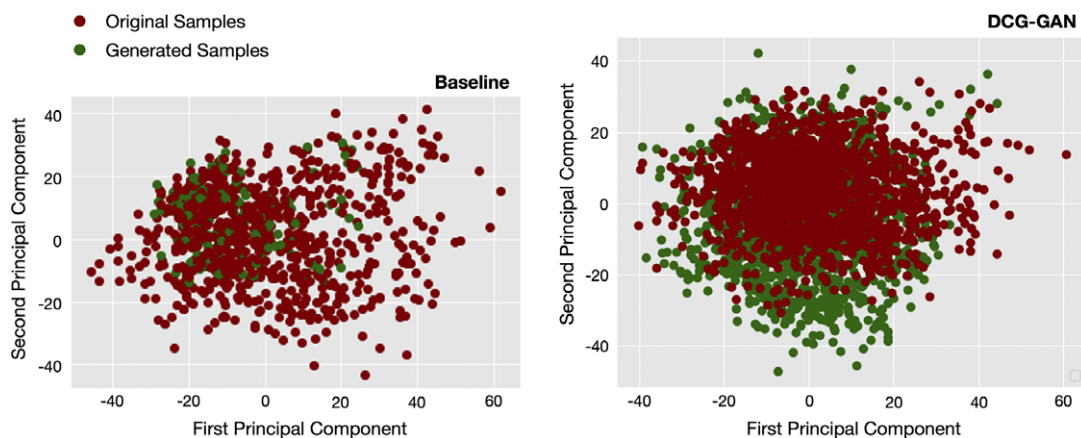 Original Samples
Generated Samples
Baseline
40
20
0
-20
-40
Second Principal Component
-40 -20 0 20 40 60
First Principal Component
DCG-GAN
40
20
0
-20
-40
Second Principal Component
-40 -20 0 20 40 60
First Principal Component